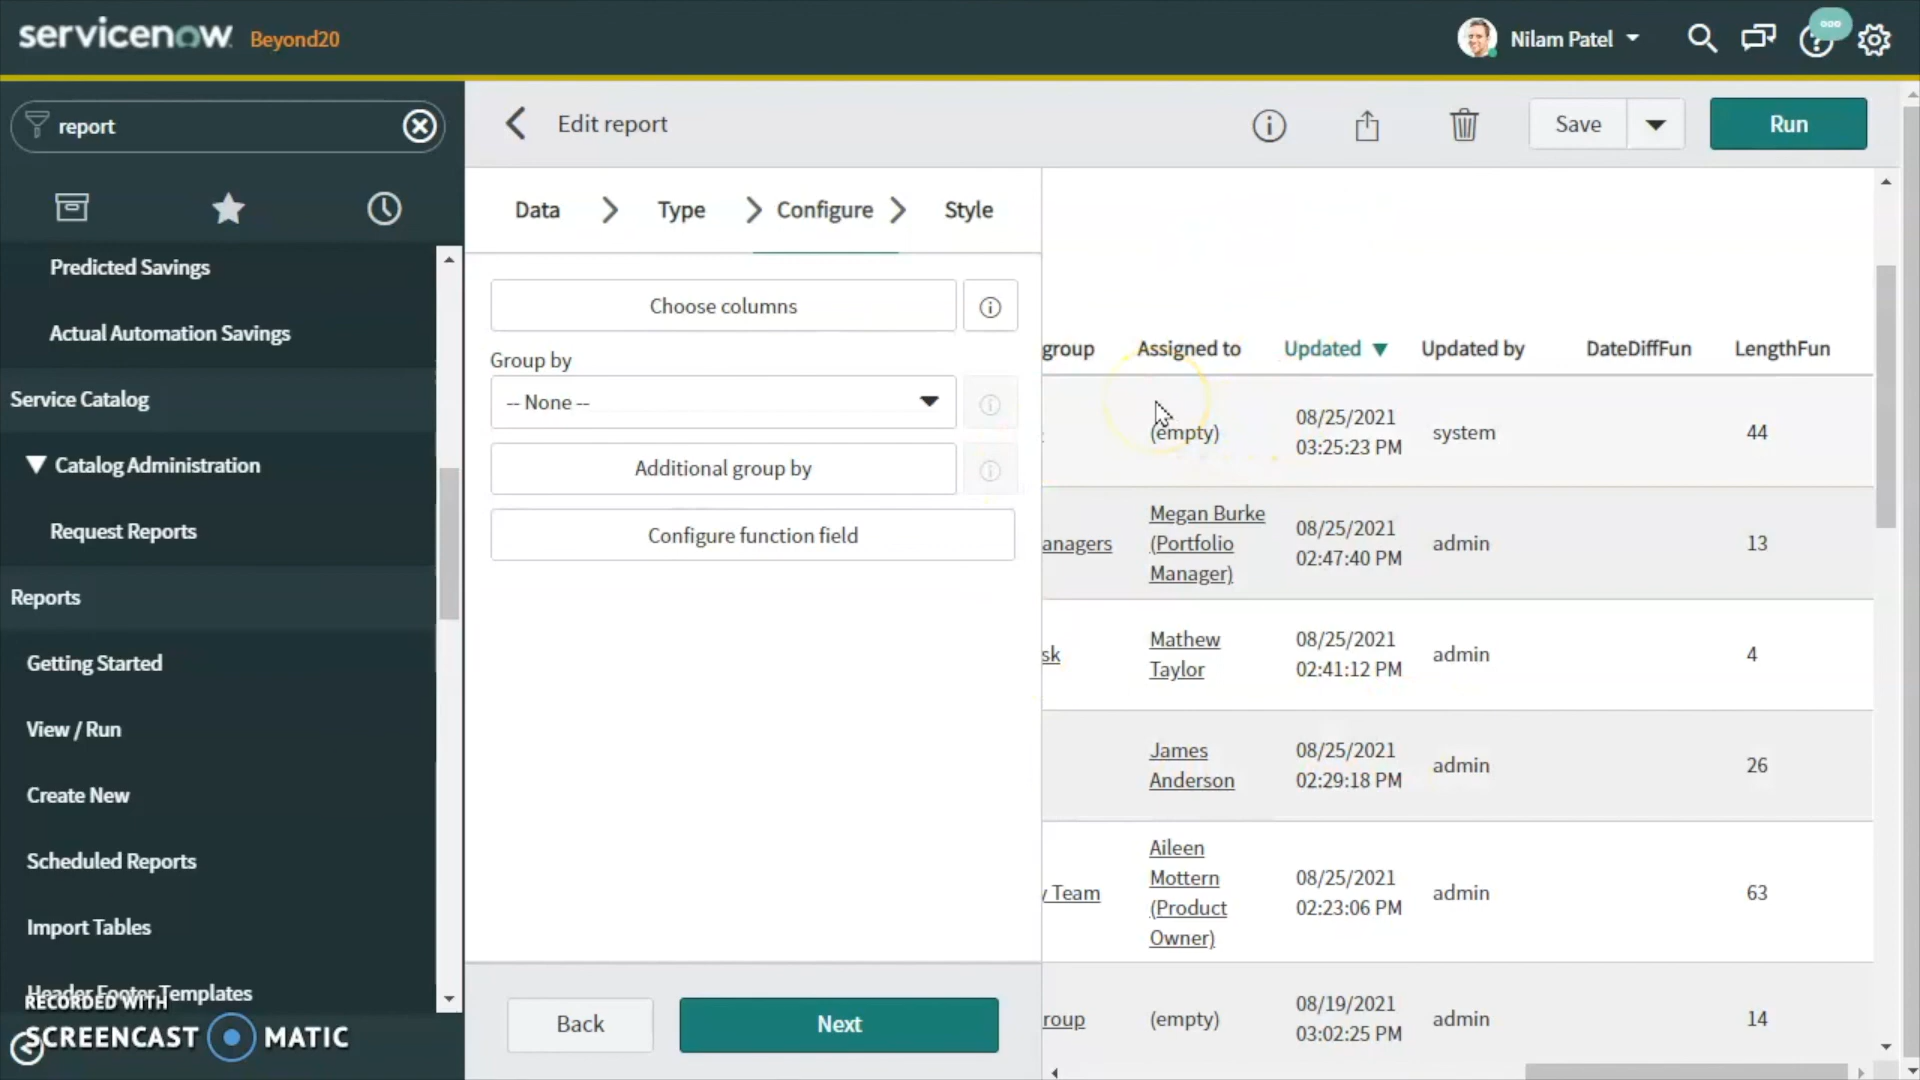 servicenow Beyond20
Nilam Patel
report
Edit report
Save
Run
Predicted Savings
Actual Automation Savings
Service Catalog
Catalog Administration
Request Reports
Reports
Getting Started
View / Run
Create New
Scheduled Reports
Import Tables
Header Footer Templates
RECORDED WITH
SCREENCAST MATIC
Data
Type
Configure
Style
Choose columns
Group by
-- None --
Additional group by
Configure function field
Back
Next
group Assigned to Updated Updated by DateDiffFun LengthFun
(empty)
08/25/2021
03:25:23 PM
system
44
anagers
Megan Burke
(Portfolio
Manager)
08/25/2021
02:47:40 PM
admin
13
sk
Mathew
Taylor
08/25/2021
02:41:12 PM
admin
4
James
Anderson
08/25/2021
02:29:18 PM
admin
26
y Team
Aileen
Mottern
(Product
Owner)
08/25/2021
02:23:06 PM
admin
63
roup
(empty)
08/19/2021
03:02:25 PM
admin
14